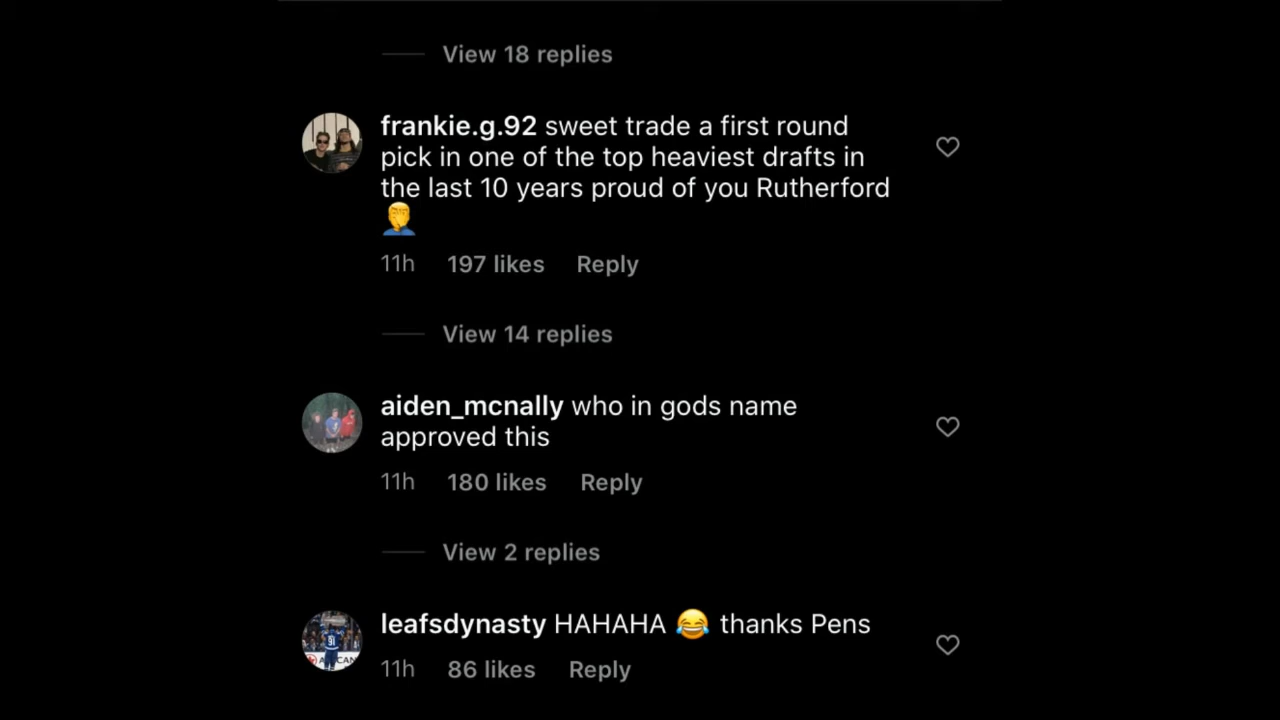 View 18 replies
frankie.g.92 sweet trade a first round
pick in one of the top heaviest drafts in
the last 10 years proud of you Rutherford
🤦‍♂️
11h 197 likes Reply
View 14 replies
aiden_mcnally who in gods name
approved this
11h 180 likes Reply
View 2 replies
leafsdynasty HAHAHA 😂 thanks Pens
11h 86 likes Reply